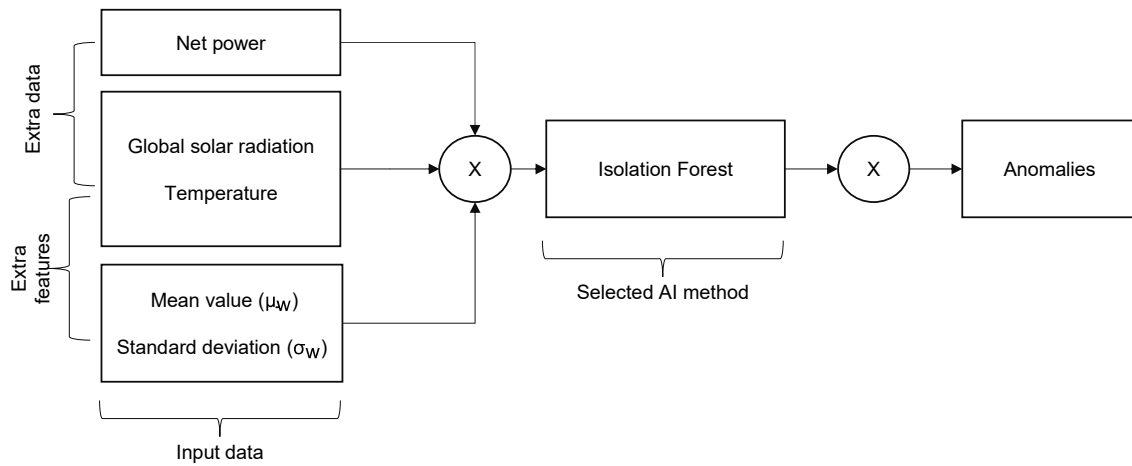 Net power
Extra data
Global solar radiation
Temperature
X
Isolation Forest
X
Anomalies
Extra
features
Mean value (μw)
Standard deviation (σw)
Selected AI method
Input data